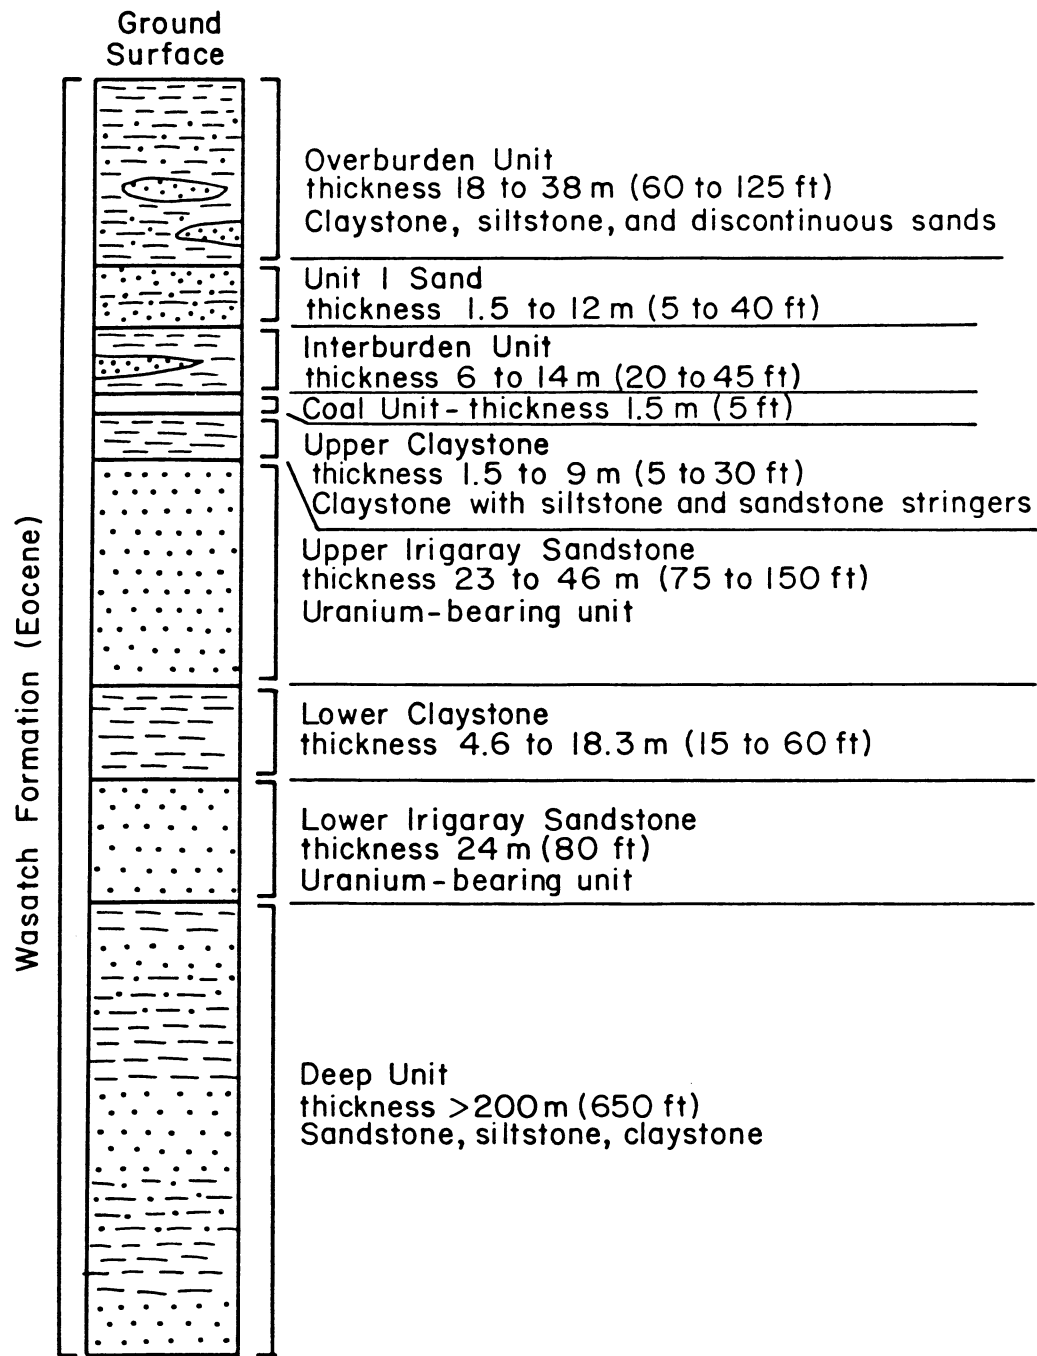 Ground
Surface
Overburden Unit
thickness 18 to 38 m (60 to 125 ft)
Claystone, siltstone, and discontinuous sands
Unit 1 Sand
thickness 1.5 to 12 m (5 to 40 ft)
Interburden Unit
thickness 6 to 14 m (20 to 45 ft)
Coal Unit - thickness 1.5 m (5 ft)
Upper Claystone
thickness 1.5 to 9 m (5 to 30 ft)
Claystone with siltstone and sandstone stringers
Upper Irigaray Sandstone
thickness 23 to 46 m (75 to 150 ft)
Uranium-bearing unit
Lower Claystone
thickness 4.6 to 18.3 m (15 to 60 ft)
Lower Irigaray Sandstone
thickness 24 m (80 ft)
Uranium-bearing unit
Deep Unit
thickness >200 m (650 ft)
Sandstone, siltstone, claystone
Wasatch Formation (Eocene)